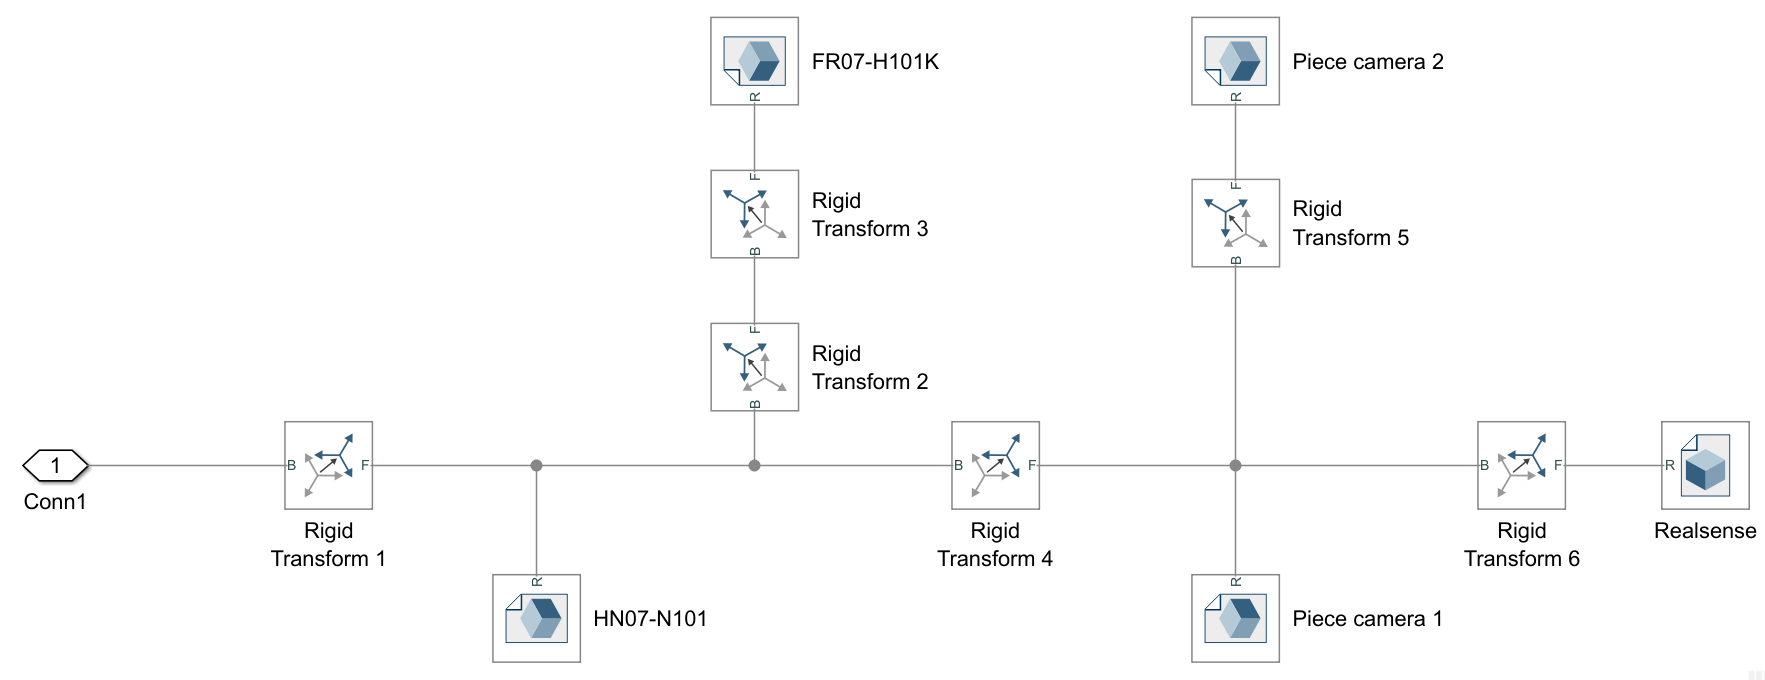 FR07-H101K
R
Piece camera 2
R
F
Rigid
Transform 3
B
F
Rigid
Transform 5
B
F
Rigid
Transform 2
B
1
Conn1
B
F
Rigid
Transform 1
B
F
Rigid
Transform 4
B
F
Rigid
Transform 6
R
Realsense
R
HN07-N101
R
Piece camera 1